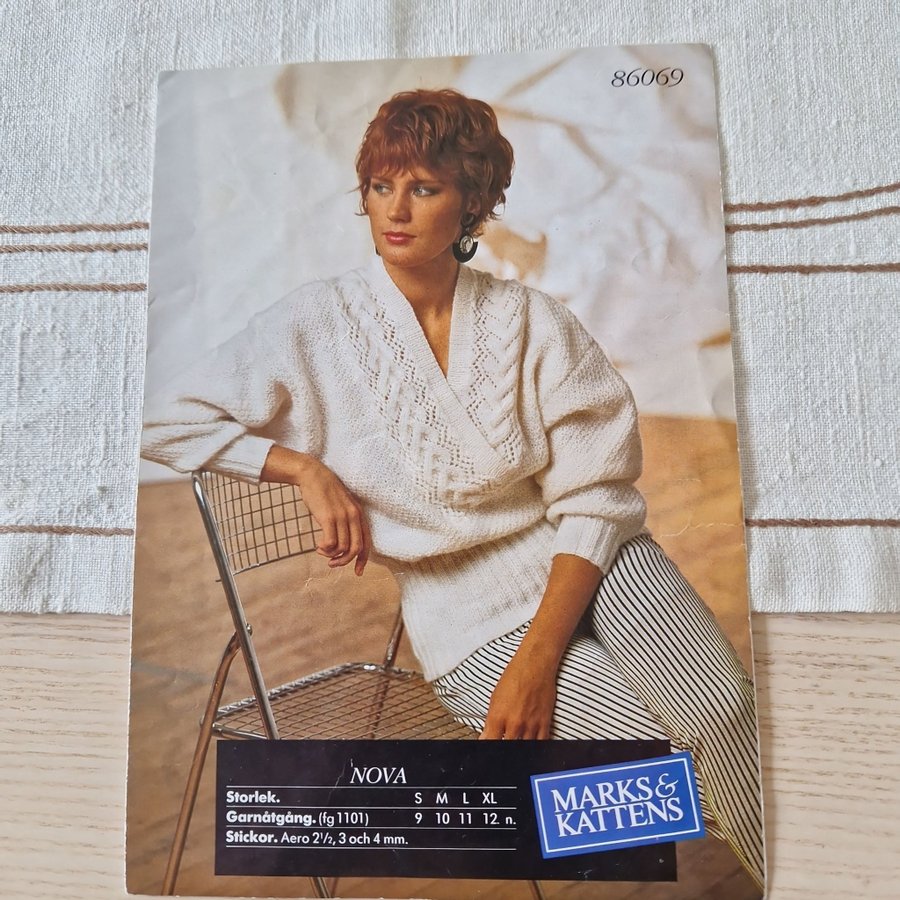 86069
NOVA
Storlek. S M L XL
Garnåtgång. (fg 1101) 9 10 11 12 n.
Stickor. Aero 2½, 3 och 4 mm.
MARKS &
KATTENS